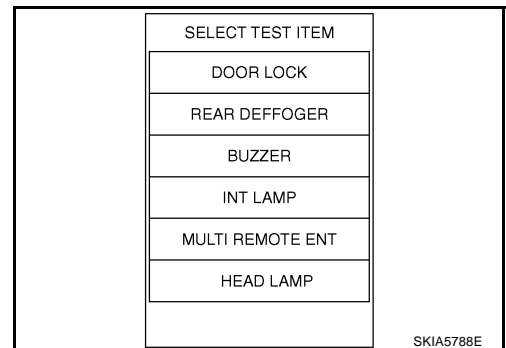 SELECT TEST ITEM
DOOR LOCK
REAR DEFFOGER
BUZZER
INT LAMP
MULTI REMOTE ENT
HEAD LAMP
SKIA5788E